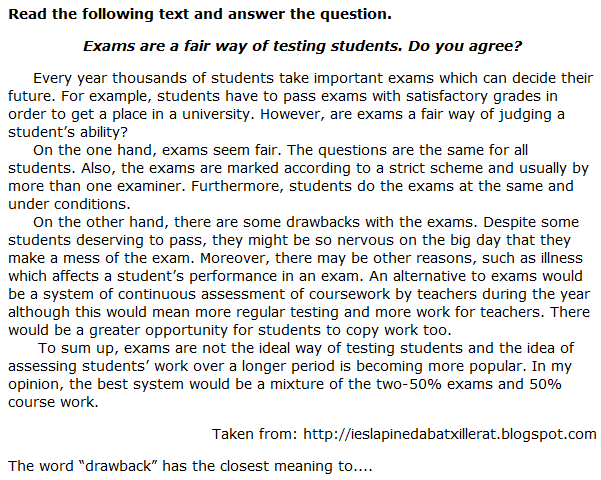 Read the following text and answer the question.
Exams are a fair way of testing students. Do you agree?
Every year thousands of students take important exams which can decide their
future. For example, students have to pass exams with satisfactory grades in
order to get a place in a university. However, are exams a fair way of judging a
student's ability?
On the one hand, exams seem fair. The questions are the same for all
students. Also, the exams are marked according to a strict scheme and usually by
more than one examiner. Furthermore, students do the exams at the same and
under conditions.
On the other hand, there are some drawbacks with the exams. Despite some
students deserving to pass, they might be so nervous on the big day that they
make a mess of the exam. Moreover, there may be other reasons, such as illness
which affects a student's performance in an exam. An alternative to exams would
be a system of continuous assessment of coursework by teachers during the year
although this would mean more regular testing and more work for teachers. There
would be a greater opportunity for students to copy work too.
To sum up, exams are not the ideal way of testing students and the idea of
assessing students' work over a longer period is becoming more popular. In my
opinion, the best system would be a mixture of the two-50% exams and 50%
course work.
Taken from: http://ieslapinedabatxillerat.blogspot.com
The word “drawback” has the closest meaning to....